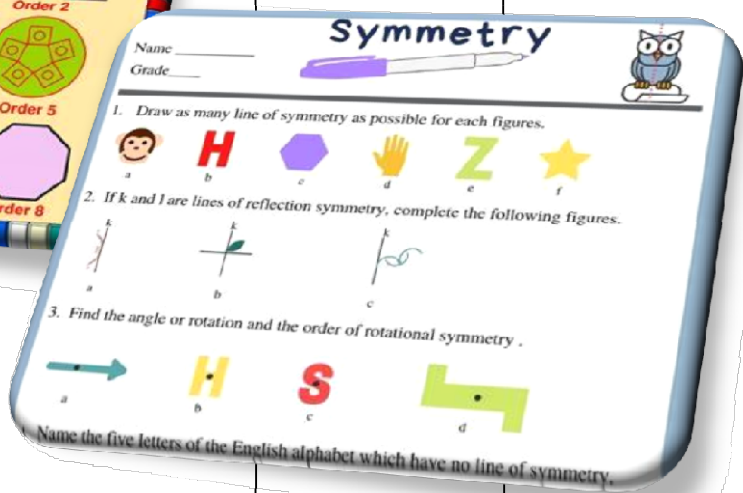 Order 2
Order 5
rder 8
Symmetry
Name
Grade
1. Draw as many line of symmetry as possible for each figures.
H Z
a b c d e f
2. If k and l are lines of reflection symmetry, complete the following figures.
k k k
a b c
3. Find the angle or rotation and the order of rotational symmetry .
H S
a b c d
Name the five letters of the English alphabet which have no line of symmetry.